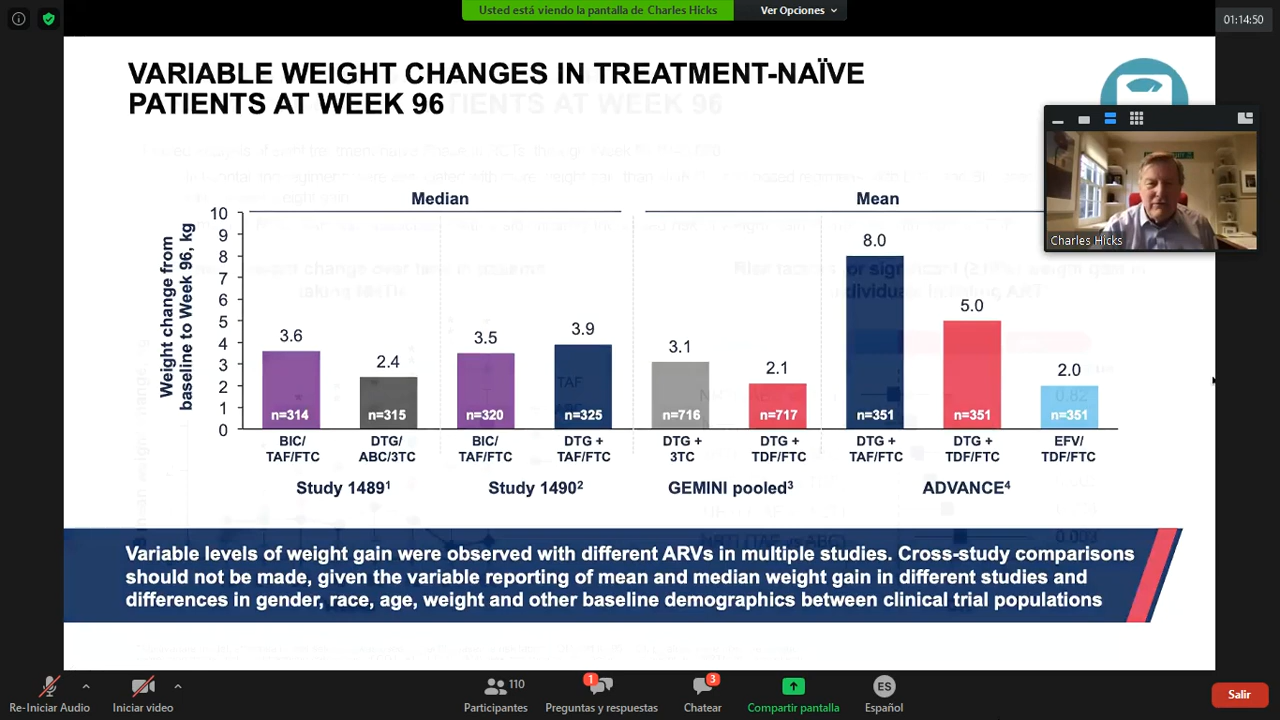 Usted está viendo la pantalla de Charles Hicks
Ver Opciones
01:14:50
VARIABLE WEIGHT CHANGES IN TREATMENT-NAÏVE
PATIENTS AT WEEK 96
Charles Hicks
Median
Mean
Weight change from
baseline to Week 96, kg
10
9
8
7
6
5
4
3
2
1
0
3.6
2.4
3.5
3.9
3.1
2.1
8.0
5.0
2.0
n=314
n=315
n=320
n=325
n=716
n=717
n=351
n=351
n=351
BIC/
TAF/FTC
DTG/
ABC/3TC
BIC/
TAF/FTC
DTG +
TAF/FTC
DTG +
3TC
DTG +
TDF/FTC
DTG +
TAF/FTC
DTG +
TDF/FTC
EFV/
TDF/FTC
Study 1489¹
Study 1490²
GEMINI pooled³
ADVANCE⁴
Variable levels of weight gain were observed with different ARVs in multiple studies. Cross-study comparisons
should not be made, given the variable reporting of mean and median weight gain in different studies and
differences in gender, race, age, weight and other baseline demographics between clinical trial populations
Re-Iniciar Audio
Iniciar video
110
Participantes
1
Preguntas y respuestas
3
Chatear
Compartir pantalla
ES
Español
Salir